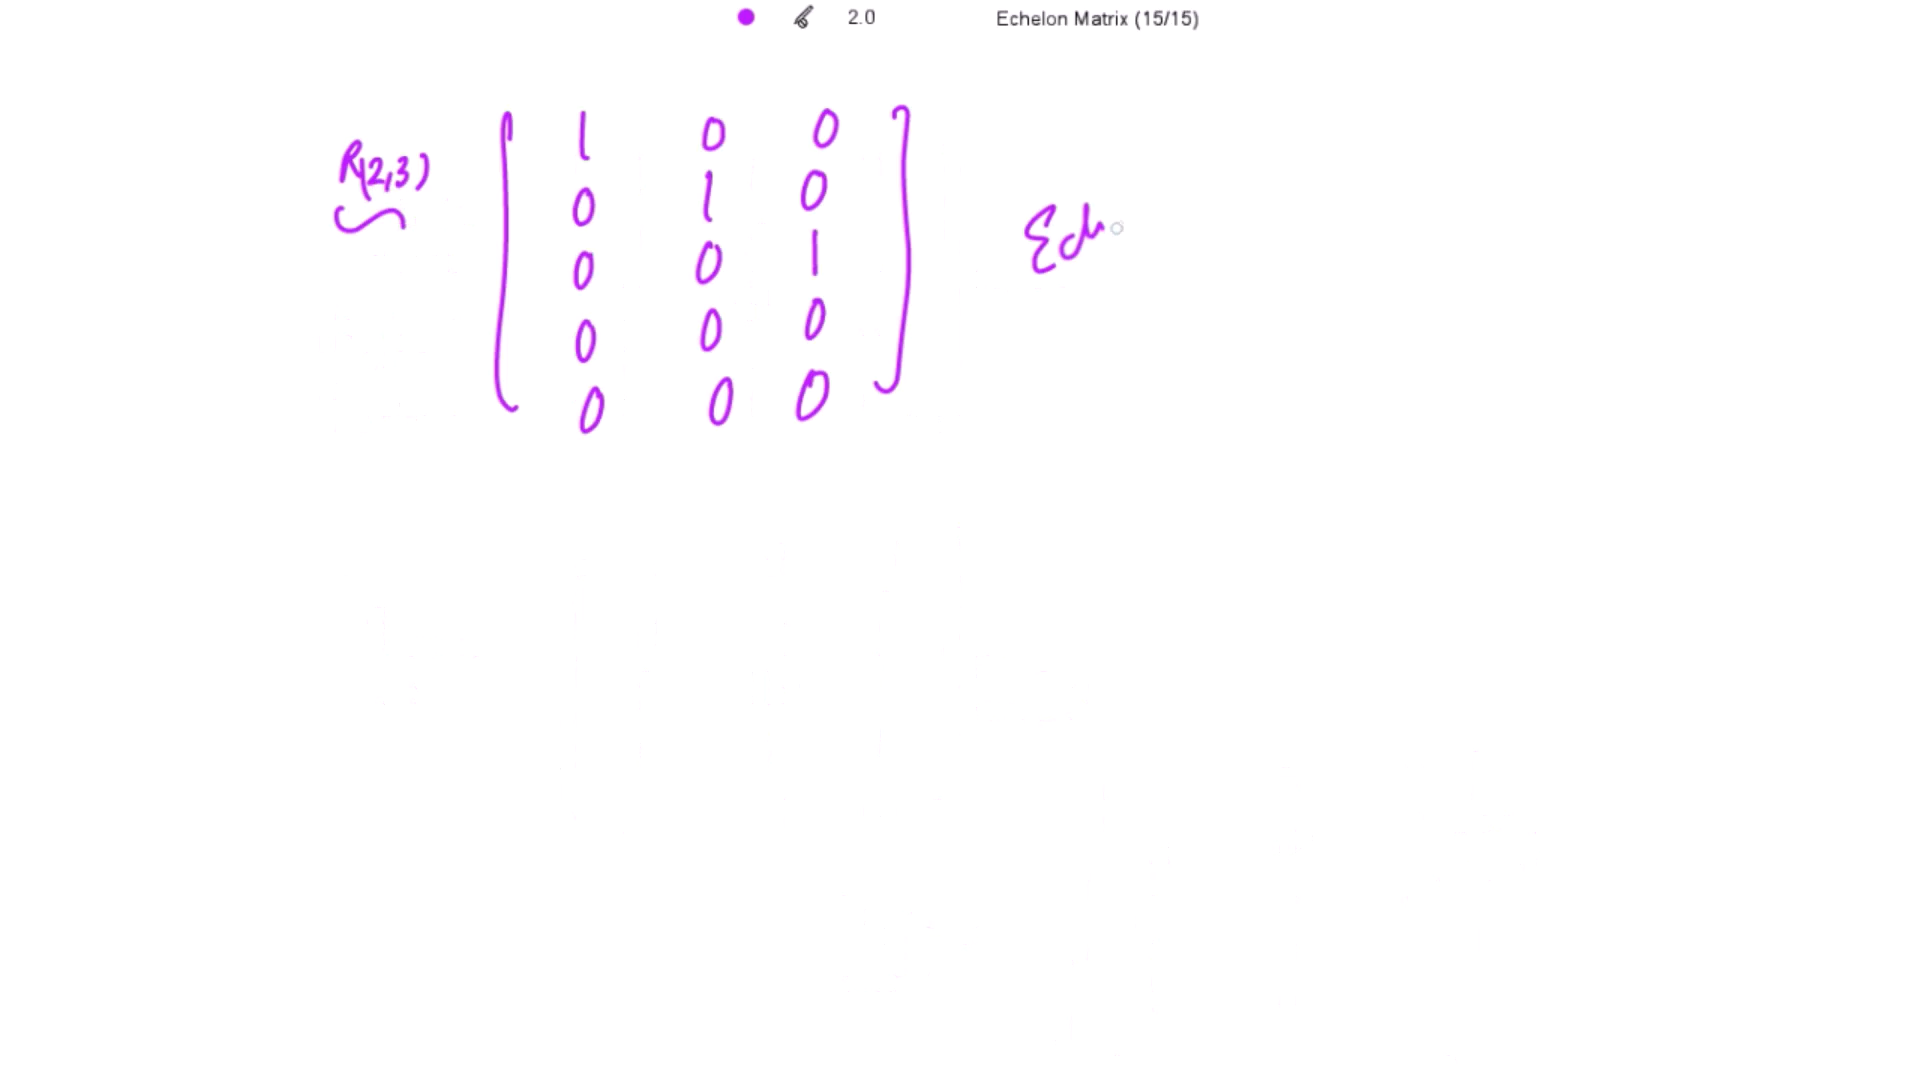 2.0 Echelon Matrix (15/15)
R(2,3)
1 0 0
0 1 0
0 0 1
0 0 0
0 0 0
Ech